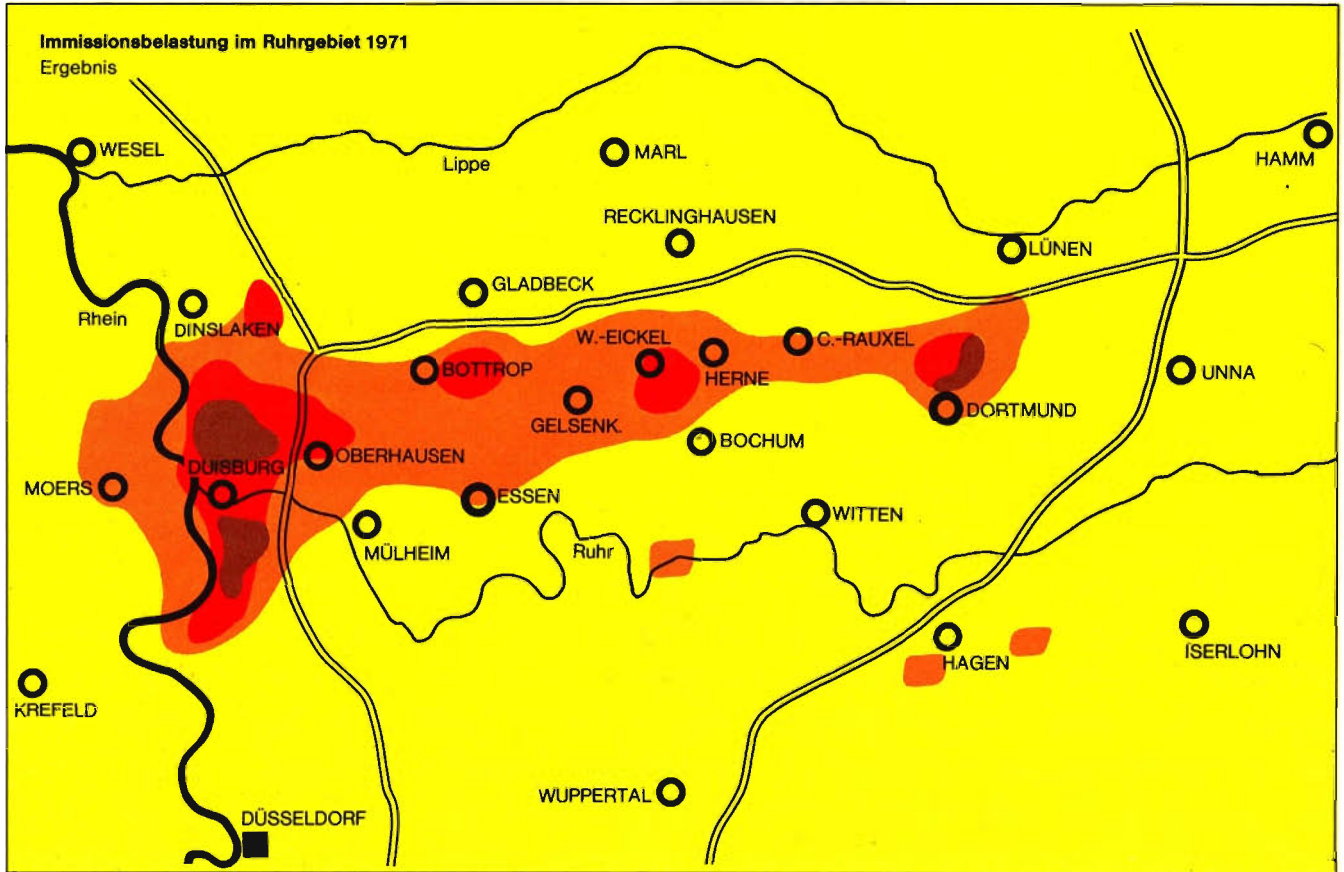 Immissionsbelastung im Ruhrgebiet 1971
Ergebnis
WESEL
Lippe
MARL
HAMM
RECKLINGHAUSEN
LÜNEN
GLADBECK
Rhein
DINSLAKEN
W.-EICKEL
C.-RAUXEL
BOTTROP
HERNE
UNNA
GELSENK.
DORTMUND
BOCHUM
OBERHAUSEN
DUISBURG
MOERS
ESSEN
WITTEN
MÜLHEIM
Ruhr
HAGEN
ISERLOHN
KREFELD
WUPPERTAL
DÜSSELDORF